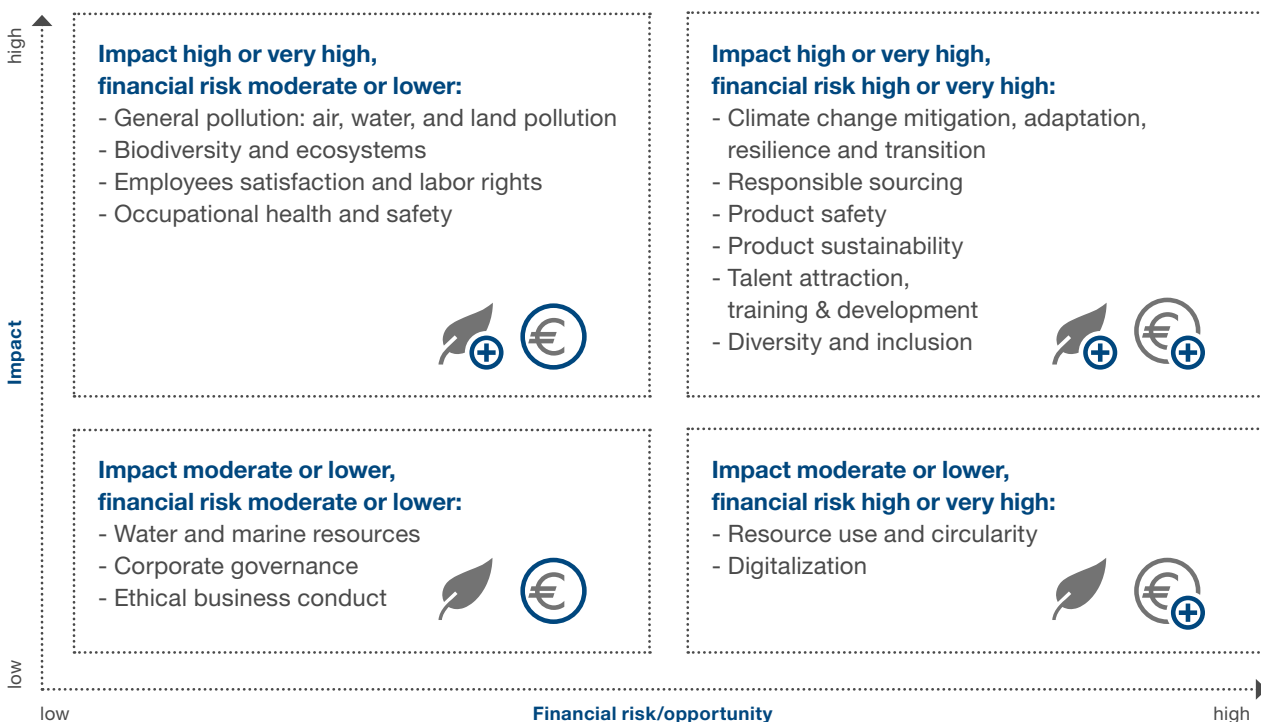 high
Impact high or very high,
financial risk moderate or lower:
- General pollution: air, water, and land pollution
- Biodiversity and ecosystems
- Employees satisfaction and labor rights
- Occupational health and safety
€
Impact high or very high,
financial risk high or very high:
- Climate change mitigation, adaptation,
resilience and transition
- Responsible sourcing
- Product safety
- Product sustainability
- Talent attraction,
training & development
- Diversity and inclusion
€
Impact
Impact moderate or lower,
financial risk moderate or lower:
- Water and marine resources
- Corporate governance
- Ethical business conduct
€
Impact moderate or lower,
financial risk high or very high:
- Resource use and circularity
- Digitalization
€
low
low
Financial risk/opportunity
high